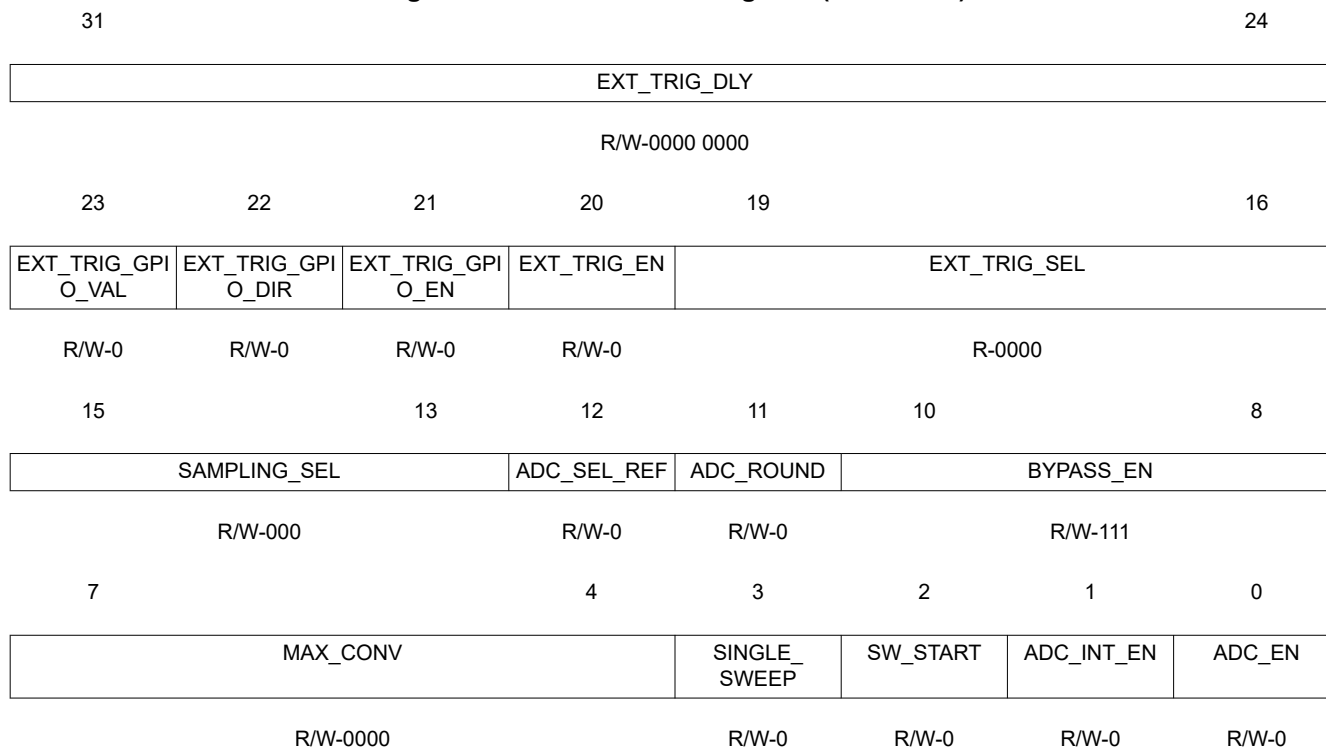 31 24
EXT_TRIG_DLY
R/W-0000 0000
23 22 21 20 19 16
EXT_TRIG_GPI EXT_TRIG_GPI EXT_TRIG_GPI EXT_TRIG_EN EXT_TRIG_SEL
O_VAL O_DIR O_EN
R/W-0 R/W-0 R/W-0 R/W-0 R-0000
15 13 12 11 10 8
SAMPLING_SEL ADC_SEL_REF ADC_ROUND BYPASS_EN
R/W-000 R/W-0 R/W-0 R/W-111
7 4 3 2 1 0
MAX_CONV SINGLE_ SW_START ADC_INT_EN ADC_EN
SWEEP
R/W-0000 R/W-0 R/W-0 R/W-0 R/W-0